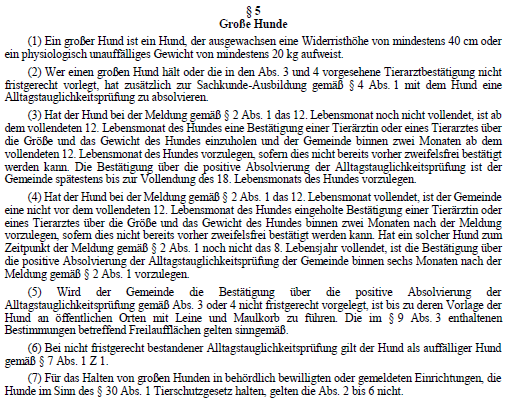 § 5
Große Hunde
(1) Ein großer Hund ist ein Hund, der ausgewachsen eine Widerristhöhe von mindestens 40 cm oder
ein physiologisch unauffälliges Gewicht von mindestens 20 kg aufweist.
(2) Wer einen großen Hund hält oder die in den Abs. 3 und 4 vorgesehene Tierarztbestätigung nicht
fristgerecht vorlegt, hat zusätzlich zur Sachkunde-Ausbildung gemäß § 4 Abs. 1 mit dem Hund eine
Alltagstauglichkeitsprüfung zu absolvieren.
(3) Hat der Hund bei der Meldung gemäß § 2 Abs. 1 das 12. Lebensmonat noch nicht vollendet, ist ab
dem vollendeten 12. Lebensmonat des Hundes eine Bestätigung einer Tierärztin oder eines Tierarztes über
die Größe und das Gewicht des Hundes einzuholen und der Gemeinde binnen zwei Monaten ab dem
vollendeten 12. Lebensmonat des Hundes vorzulegen, sofern dies nicht bereits vorher zweifelsfrei bestätigt
werden kann. Die Bestätigung über die positive Absolvierung der Alltagstauglichkeitsprüfung ist der
Gemeinde spätestens bis zur Vollendung des 18. Lebensmonats des Hundes vorzulegen.
(4) Hat der Hund bei der Meldung gemäß § 2 Abs. 1 das 12. Lebensmonat vollendet, ist der Gemeinde
eine nicht vor dem vollendeten 12. Lebensmonat des Hundes eingeholte Bestätigung einer Tierärztin oder
eines Tierarztes über die Größe und das Gewicht des Hundes binnen zwei Monaten nach der Meldung
vorzulegen, sofern dies nicht bereits vorher zweifelsfrei bestätigt werden kann. Hat ein solcher Hund zum
Zeitpunkt der Meldung gemäß § 2 Abs. 1 noch nicht das 8. Lebensjahr vollendet, ist die Bestätigung über
die positive Absolvierung der Alltagstauglichkeitsprüfung der Gemeinde binnen sechs Monaten nach der
Meldung gemäß § 2 Abs. 1 vorzulegen.
(5) Wird der Gemeinde die Bestätigung über die positive Absolvierung der
Alltagstauglichkeitsprüfung gemäß Abs. 3 oder 4 nicht fristgerecht vorgelegt, ist bis zu deren Vorlage der
Hund an öffentlichen Orten mit Leine und Maulkorb zu führen. Die im § 9 Abs. 3 enthaltenen
Bestimmungen betreffend Freilaufflächen gelten sinngemäß.
(6) Bei nicht fristgerecht bestandener Alltagstauglichkeitsprüfung gilt der Hund als auffälliger Hund
gemäß § 7 Abs. 1 Z 1.
(7) Für das Halten von großen Hunden in behördlich bewilligten oder gemeldeten Einrichtungen, die
Hunde im Sinn des § 30 Abs. 1 Tierschutzgesetz halten, gelten die Abs. 2 bis 6 nicht.